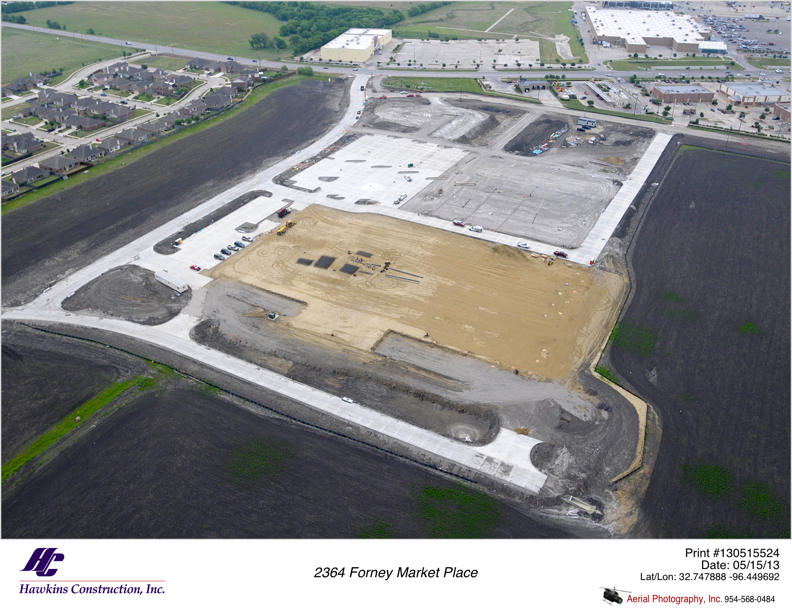 HC
Hawkins Construction, Inc.
2364 Forney Market Place
Print #130515524
Date: 05/15/13
Lat/Lon: 32.747888 -96.449692
Aerial Photography, Inc. 954-568-0484